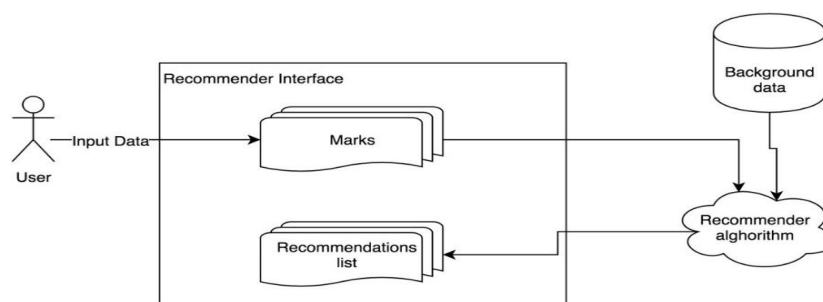 Recommender Interface
Background
data
Input Data
Marks
User
Recommendations
list
Recommender
alghorithm